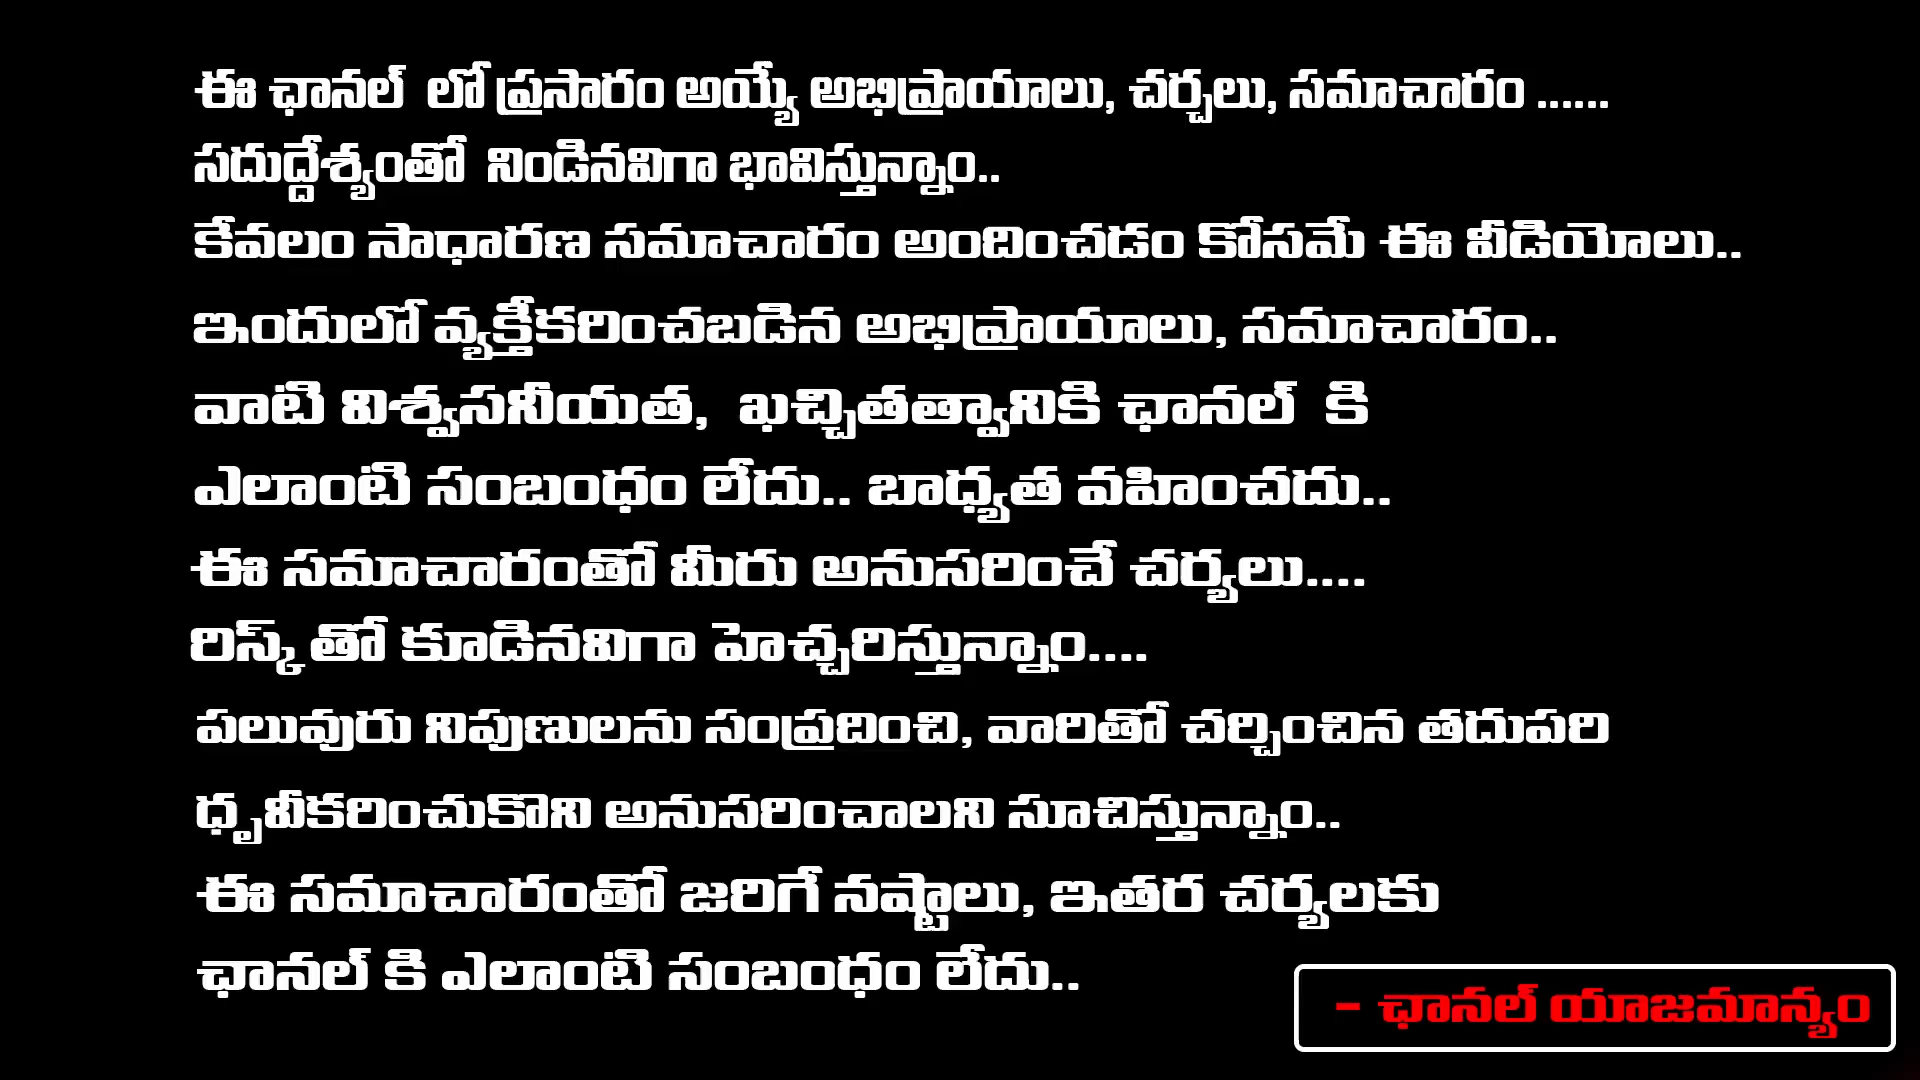 ఈ ఛానల్ లో ప్రసారం అయ్యే అభిప్రాయాలు, చర్చలు, సమాచారం ......
సదుద్దేశ్యంతో నిండినవిగా భావిస్తున్నాం..
కేవలం సాధారణ సమాచారం అందించడం కోసమే ఈ వీడియోలు..
ఇందులో వ్యక్తీకరించబడిన అభిప్రాయాలు, సమాచారం..
వాటి విశ్వసనీయత, ఖచ్చితత్వానికి ఛానల్ కి
ఎలాంటి సంబంధం లేదు.. బాధ్యత వహించదు..
ఈ సమాచారంతో మీరు అనుసరించే చర్యలు....
రిస్క్ తో కూడినవిగా హెచ్చరిస్తున్నాం....
పలువురు నిపుణులను సంప్రదించి, వారితో చర్చించిన తదుపరి
ధృవీకరించుకొని అనుసరించాలని సూచిస్తున్నాం..
ఈ సమాచారంతో జరిగే నష్టాలు, ఇతర చర్యలకు
ఛానల్ కి ఎలాంటి సంబంధం లేదు..
- ఛానల్ యాజమాన్యం